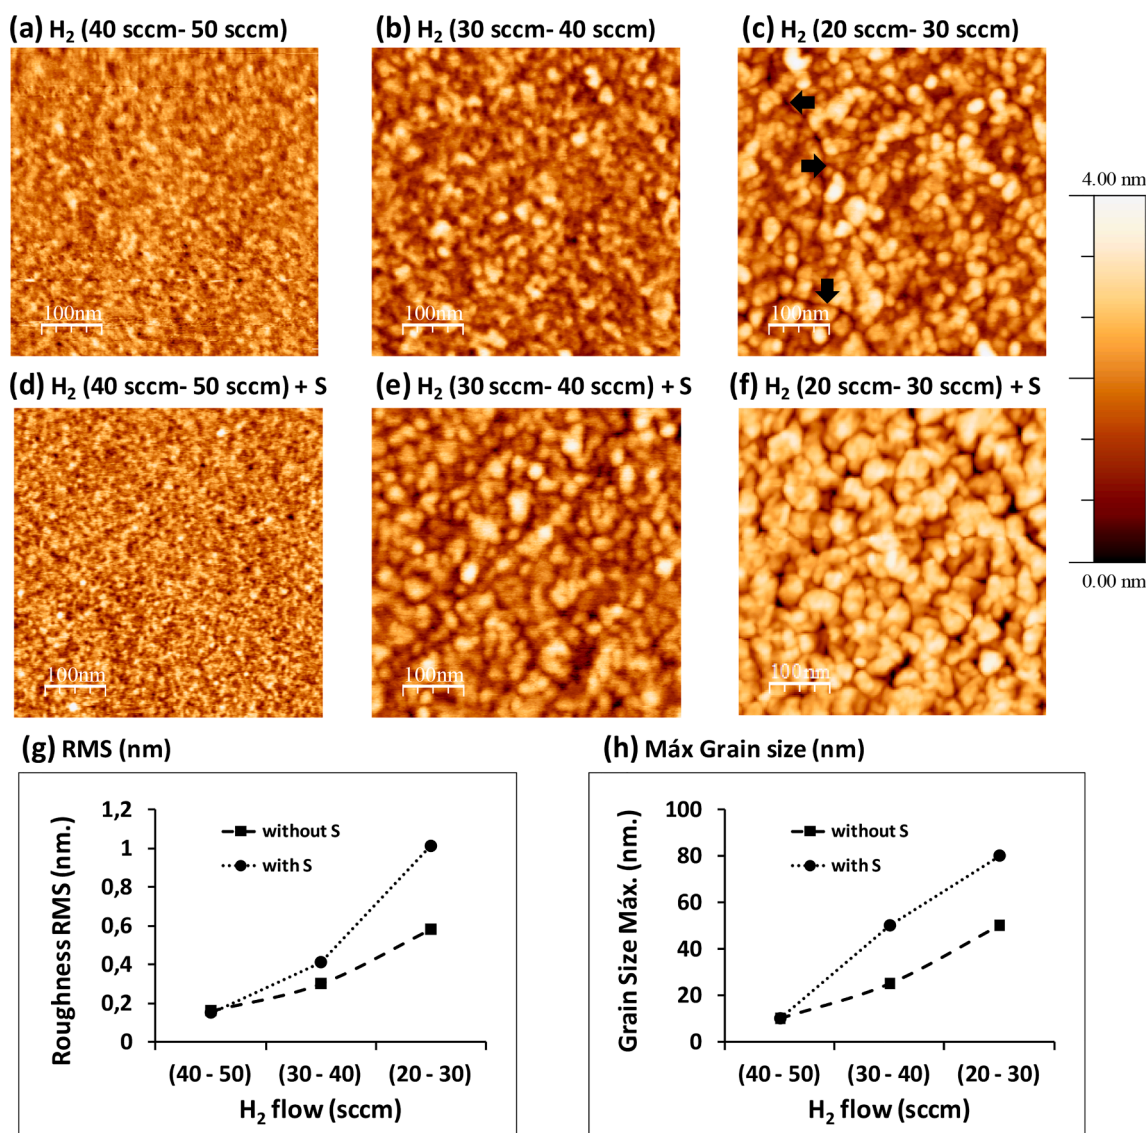 (a) H₂ (40 sccm- 50 sccm)
(b) H₂ (30 sccm- 40 sccm)
(c) H₂ (20 sccm- 30 sccm)
100nm
100nm
100nm
4.00 nm
0.00 nm
(d) H₂ (40 sccm- 50 sccm) + S
(e) H₂ (30 sccm- 40 sccm) + S
(f) H₂ (20 sccm- 30 sccm) + S
100nm
100nm
100nm
(g) RMS (nm)
Roughness RMS (nm.)
1,2
1
0,8
0,6
0,4
0,2
0
without S
with S
(40 - 50)
(30 - 40)
(20 - 30)
H₂ flow (sccm)
(h) Máx Grain size (nm)
Grain Size Máx. (nm.)
100
80
60
40
20
0
without S
with S
(40 - 50)
(30 - 40)
(20 - 30)
H₂ flow (sccm)